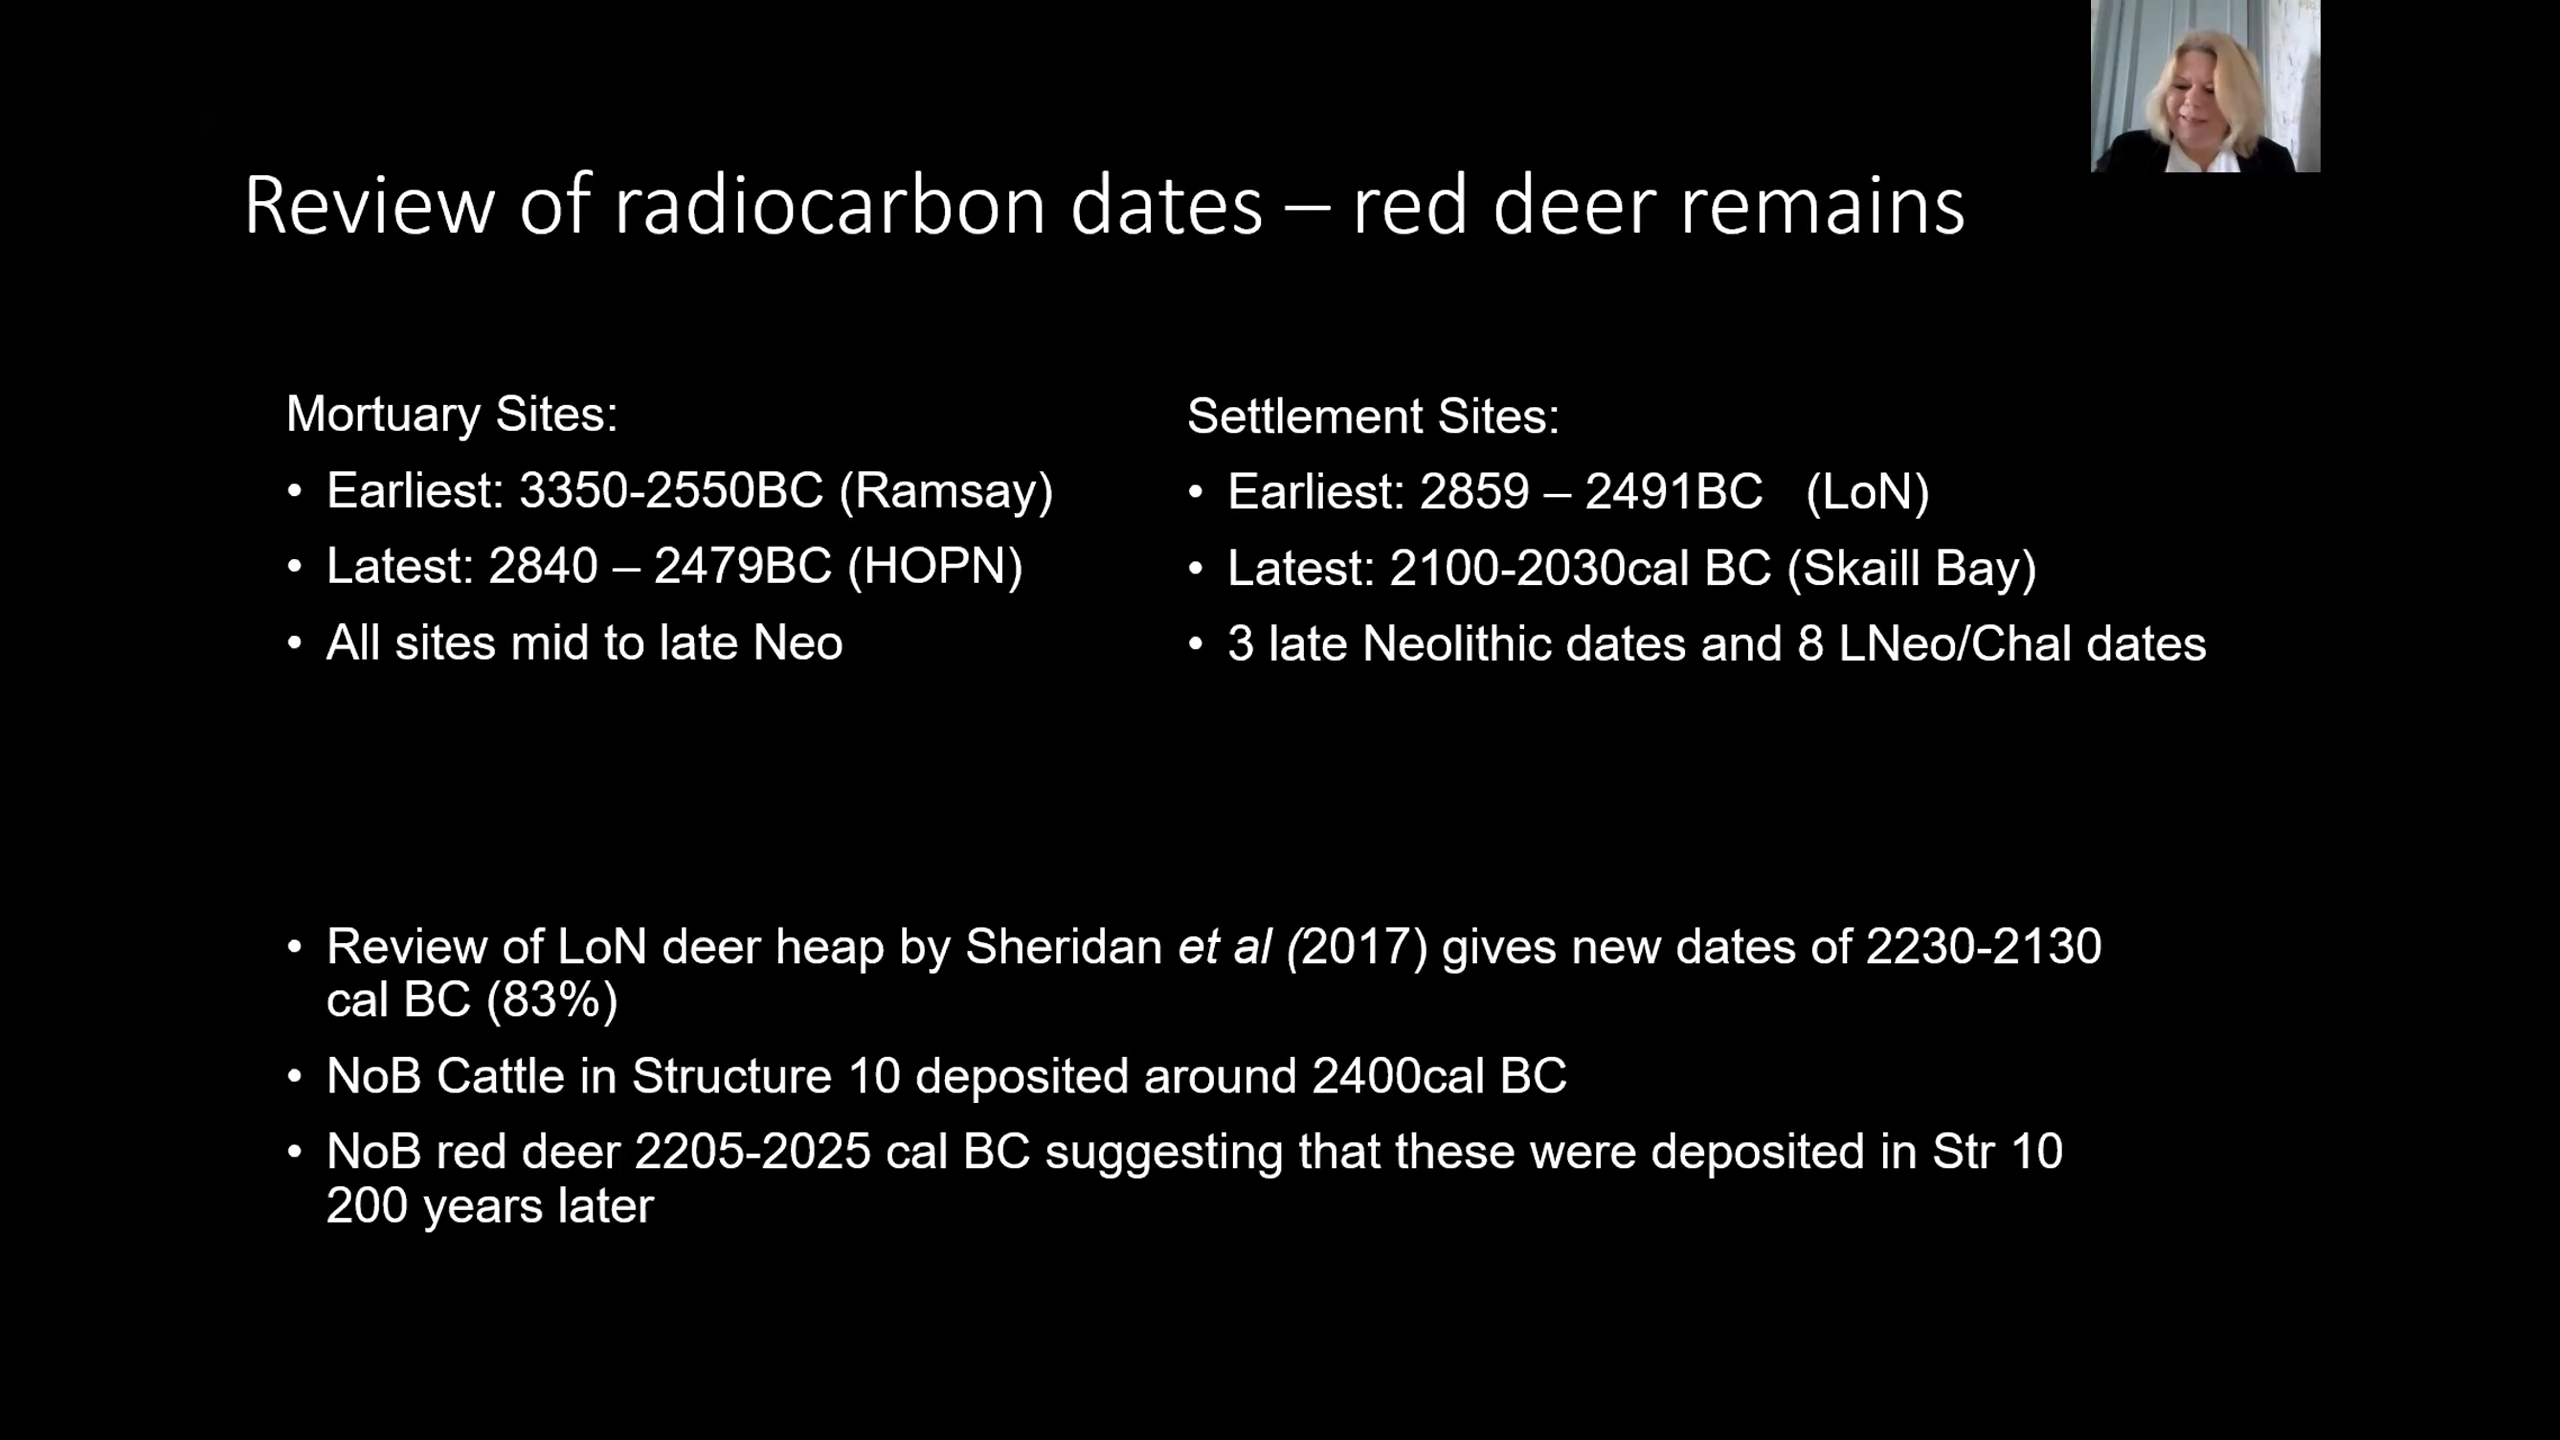 Review of radiocarbon dates – red deer remains
Mortuary Sites:
• Earliest: 3350-2550BC (Ramsay)
• Latest: 2840 – 2479BC (HOPN)
• All sites mid to late Neo
Settlement Sites:
• Earliest: 2859 – 2491BC (LoN)
• Latest: 2100-2030cal BC (Skaill Bay)
• 3 late Neolithic dates and 8 LNeo/Chal dates
• Review of LoN deer heap by Sheridan et al (2017) gives new dates of 2230-2130
cal BC (83%)
• NoB Cattle in Structure 10 deposited around 2400cal BC
• NoB red deer 2205-2025 cal BC suggesting that these were deposited in Str 10
200 years later